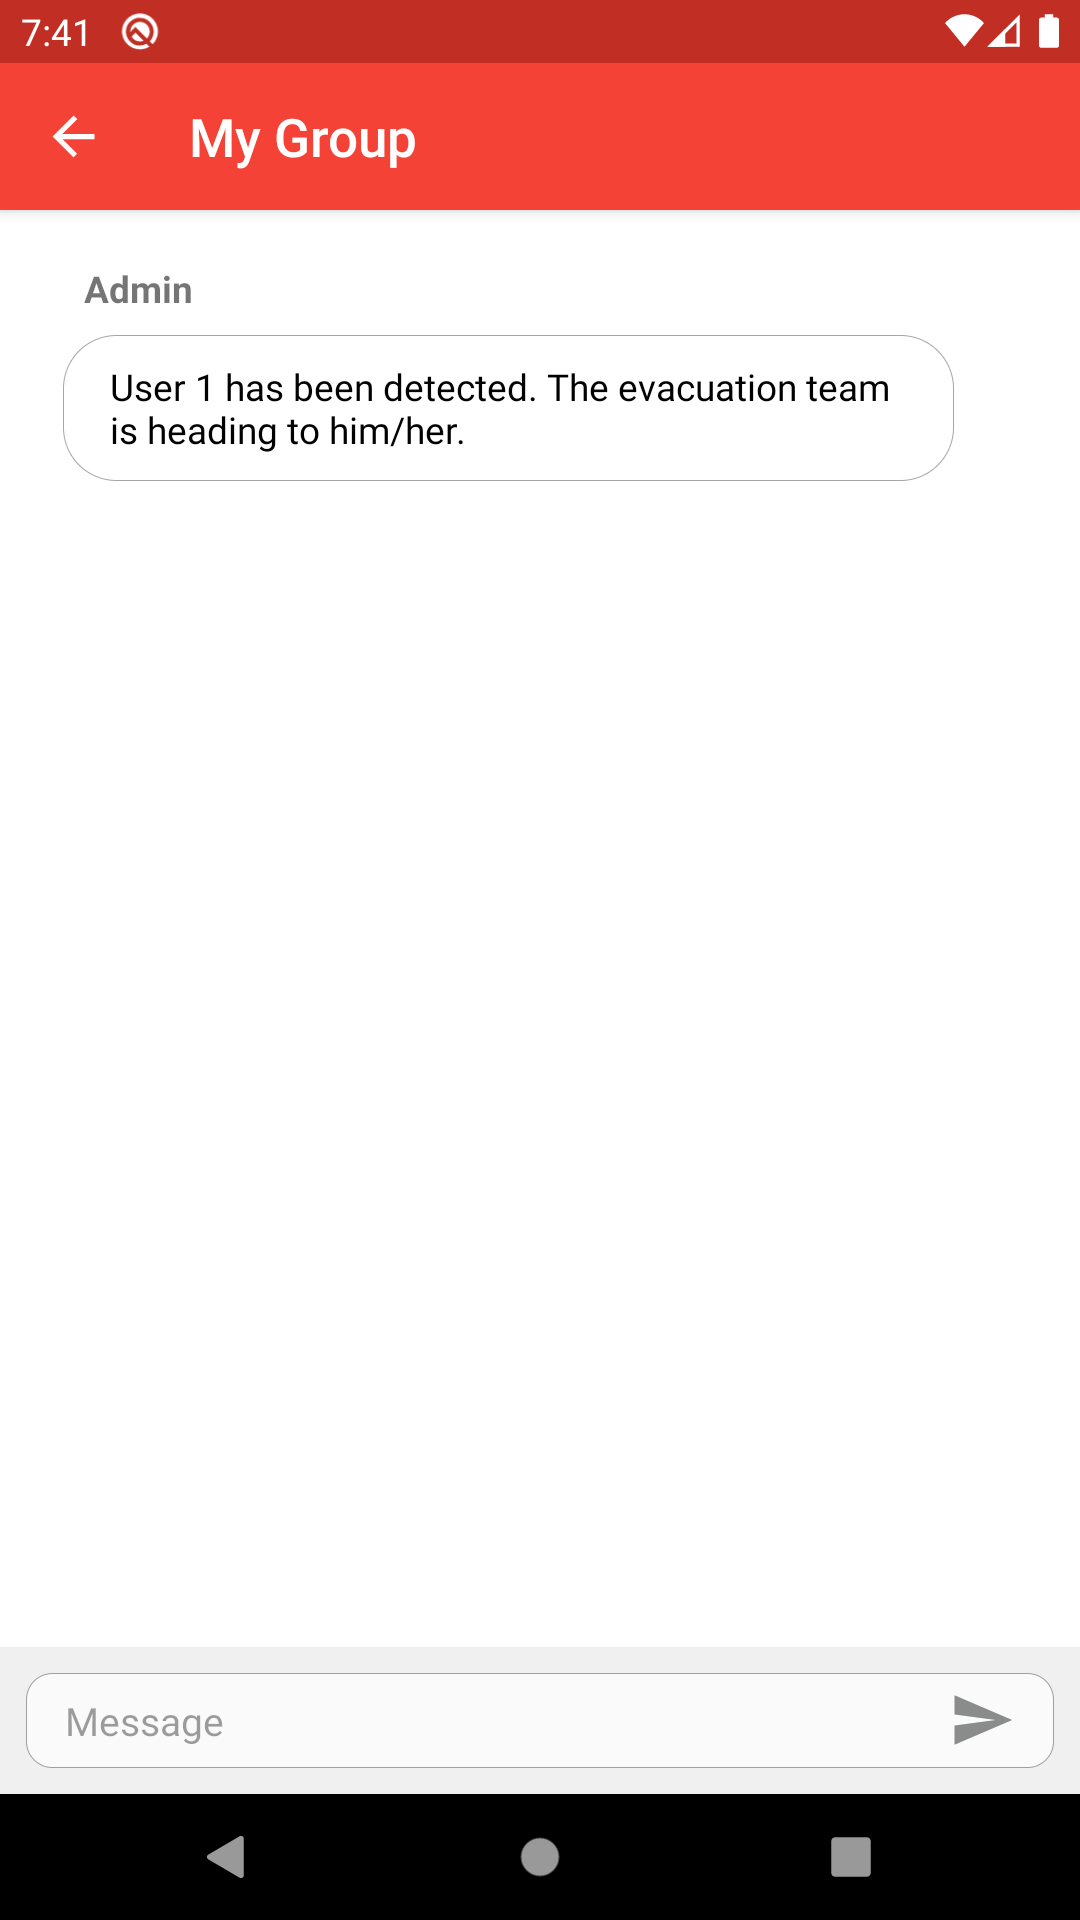 7:41
My Group
Admin
User 1 has been detected. The evacuation team
is heading to him/her.
Message